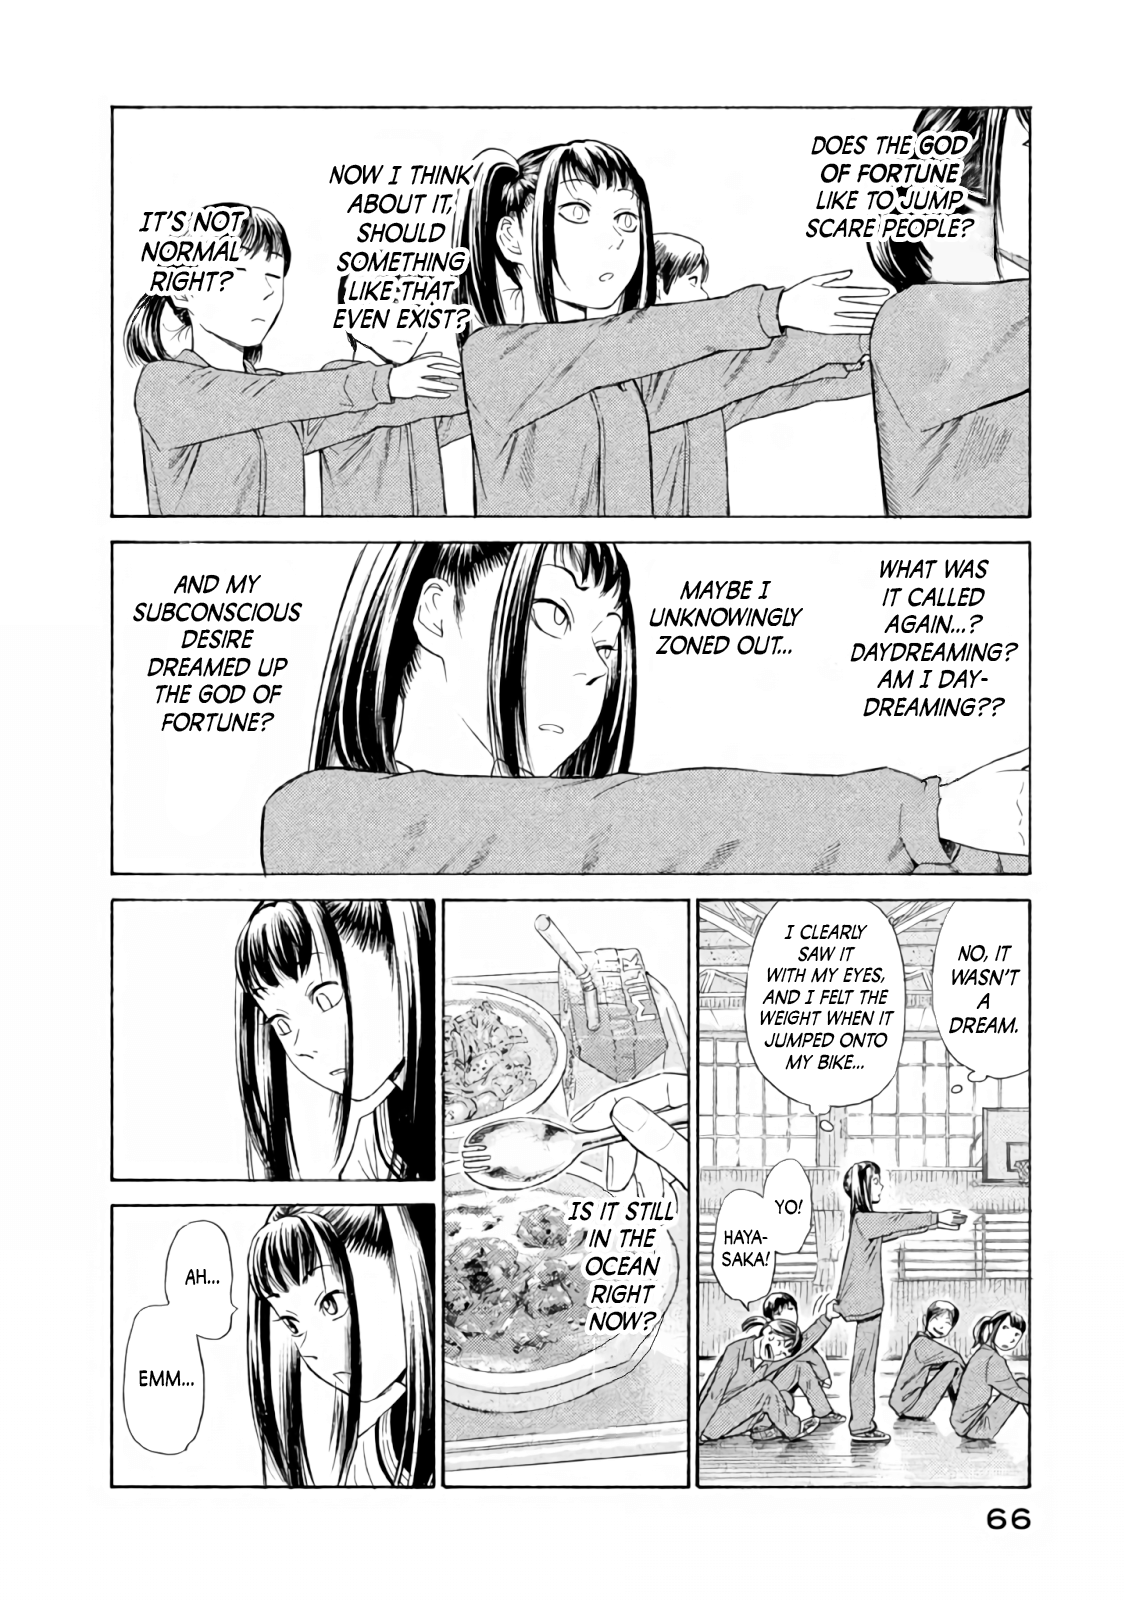 DOES THE GOD
OF FORTUNE
LIKE TO JUMP
SCARE PEOPLE?
NOW I THINK
ABOUT IT,
SHOULD
SOMETHING
LIKE THAT
EVEN EXIST?
IT'S NOT
NORMAL
RIGHT?
WHAT WAS
IT CALLED
AGAIN...?
DAYDREAMING?
AM I DAY-
DREAMING??
MAYBE I
UNKNOWINGLY
ZONED OUT...
AND MY
SUBCONSCIOUS
DESIRE
DREAMED UP
THE GOD OF
FORTUNE?
NO, IT
WASN'T
A
DREAM.
I CLEARLY
SAW IT
WITH MY EYES,
AND I FELT THE
WEIGHT WHEN IT
JUMPED ONTO
MY BIKE...
YO!
HAYA-
SAKA!
MILK
IS IT STILL
IN THE
OCEAN
RIGHT
NOW?
AH...
EMM...
66